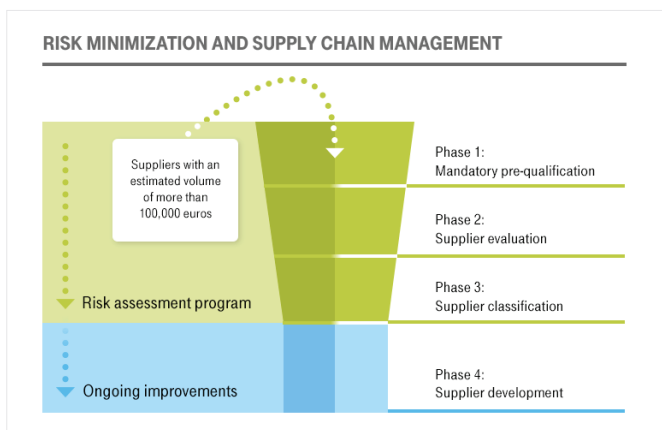 RISK MINIMIZATION AND SUPPLY CHAIN MANAGEMENT
Suppliers with an
estimated volume
of more than
100,000 euros
Phase 1:
Mandatory pre-qualification
Phase 2:
Supplier evaluation
Phase 3:
Supplier classification
Risk assessment program
Phase 4:
Supplier development
Ongoing improvements